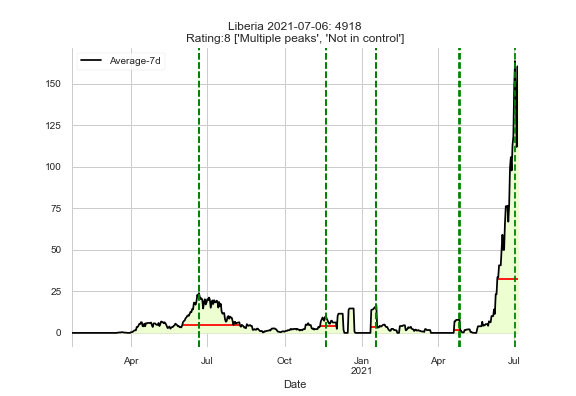 Liberia 2021-07-06: 4918
Rating:8 ['Multiple peaks', 'Not in control']
Average-7d
150
125
100
75
50
25
0
Apr
Jul
Oct
Jan
2021
Apr
Jul
Date